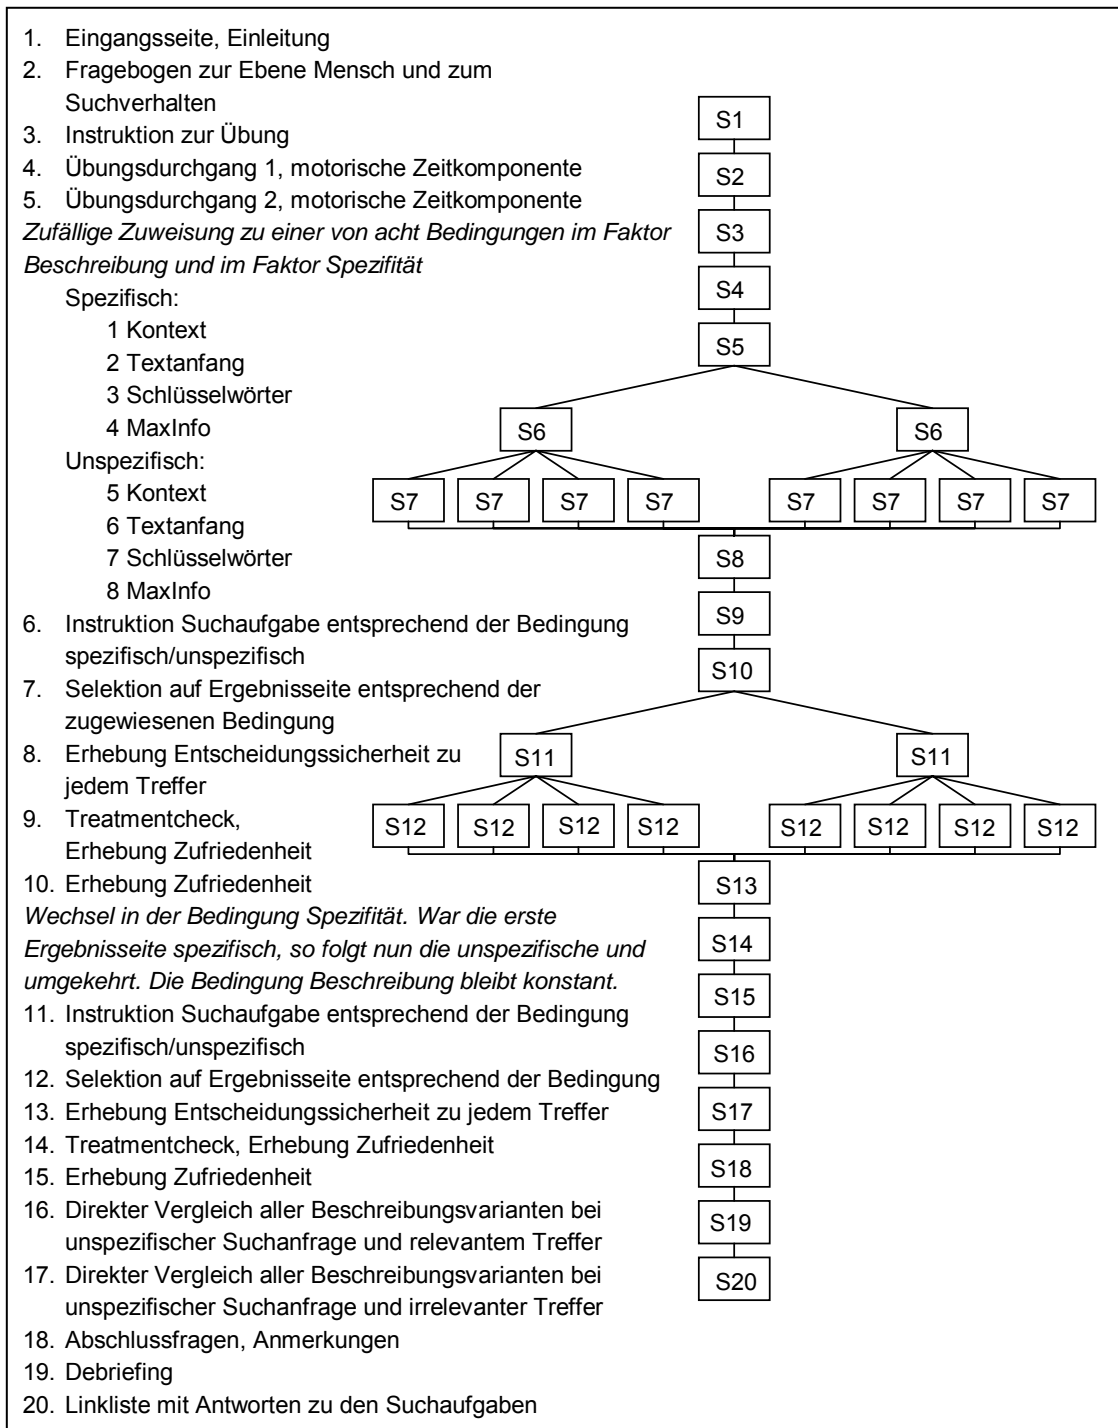 1. Eingangsseite, Einleitung
2. Fragebogen zur Ebene Mensch und zum
Suchverhalten
3. Instruktion zur Übung
4. Übungsdurchgang 1, motorische Zeitkomponente
5. Übungsdurchgang 2, motorische Zeitkomponente
Zufällige Zuweisung zu einer von acht Bedingungen im Faktor
Beschreibung und im Faktor Spezifität
Spezifisch:
1 Kontext
2 Textanfang
3 Schlüsselwörter
4 MaxInfo
Unspezifisch:
5 Kontext
6 Textanfang
7 Schlüsselwörter
8 MaxInfo
6. Instruktion Suchaufgabe entsprechend der Bedingung
spezifisch/unspezifisch
7. Selektion auf Ergebnisseite entsprechend der
zugewiesenen Bedingung
8. Erhebung Entscheidungssicherheit zu
jedem Treffer
9. Treatmentcheck,
Erhebung Zufriedenheit
10. Erhebung Zufriedenheit
Wechsel in der Bedingung Spezifität. War die erste
Ergebnisseite spezifisch, so folgt nun die unspezifische und
umgekehrt. Die Bedingung Beschreibung bleibt konstant.
11. Instruktion Suchaufgabe entsprechend der Bedingung
spezifisch/unspezifisch
12. Selektion auf Ergebnisseite entsprechend der Bedingung
13. Erhebung Entscheidungssicherheit zu jedem Treffer
14. Treatmentcheck, Erhebung Zufriedenheit
15. Erhebung Zufriedenheit
16. Direkter Vergleich aller Beschreibungsvarianten bei
unspezifischer Suchanfrage und relevantem Treffer
17. Direkter Vergleich aller Beschreibungsvarianten bei
unspezifischer Suchanfrage und irrelevanter Treffer
18. Abschlussfragen, Anmerkungen
19. Debriefing
20. Linkliste mit Antworten zu den Suchaufgaben
S1
S2
S3
S4
S5
S6 S6
S7 S7 S7 S7 S7 S7 S7 S7
S8
S9
S10
S11 S11
S12 S12 S12 S12 S12 S12 S12 S12
S13
S14
S15
S16
S17
S18
S19
S20